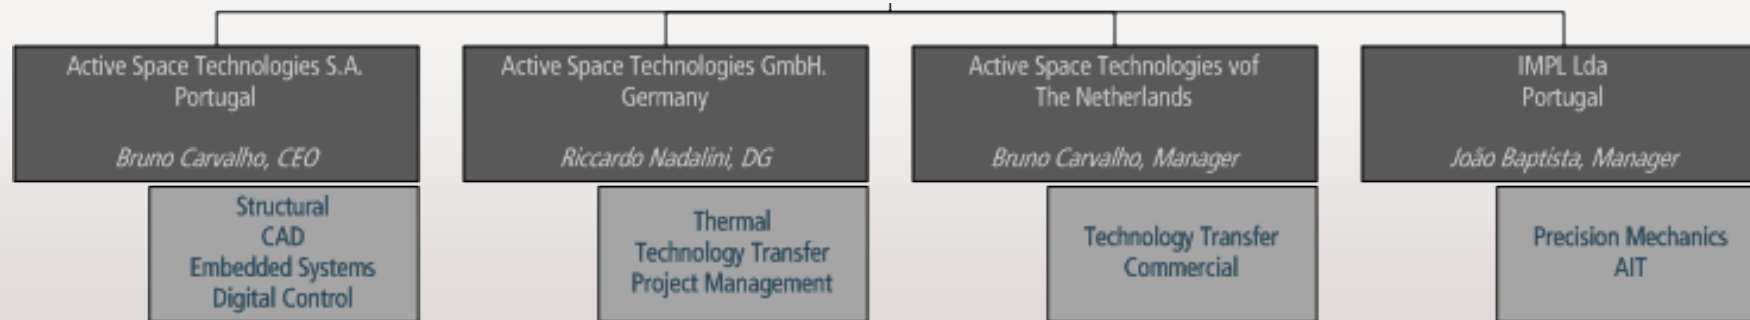 Active Space Technologies S.A.
Portugal
Bruno Carvalho, CEO
Structural
CAD
Embedded Systems
Digital Control
Active Space Technologies GmbH.
Germany
Riccardo Nadalini, DG
Thermal
Technology Transfer
Project Management
Active Space Technologies vof
The Netherlands
Bruno Carvalho, Manager
Technology Transfer
Commercial
IMPL Lda
Portugal
João Baptista, Manager
Precision Mechanics
AIT